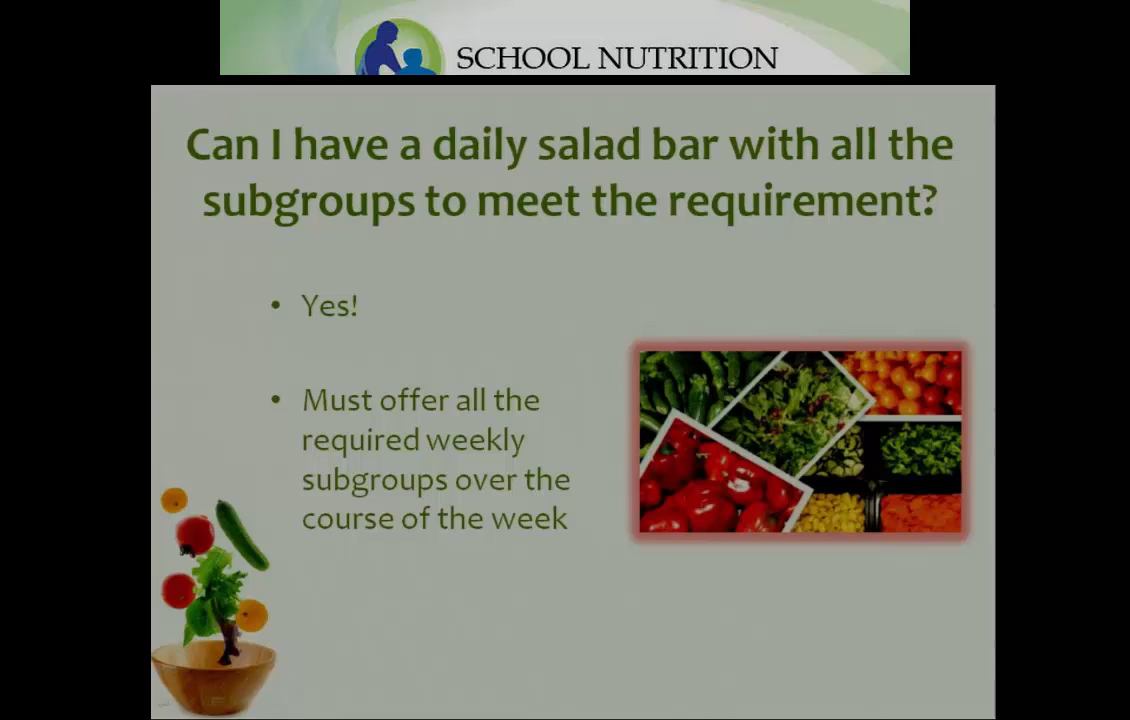 SCHOOL NUTRITION
Can I have a daily salad bar with all the
subgroups to meet the requirement?
• Yes!
• Must offer all the
required weekly
subgroups over the
course of the week